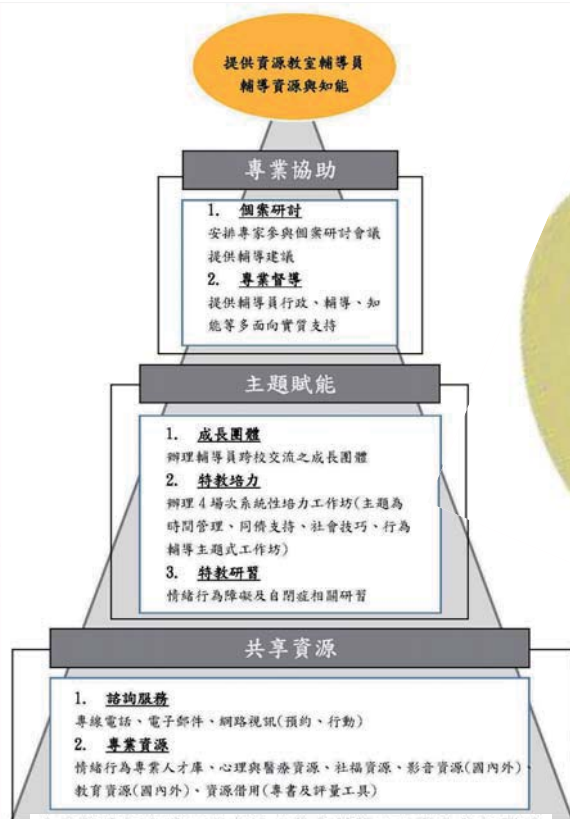 提供資源教室輔導員
輔導資源與知能
專業協助
1. 個案研討
安排專家參與個案研討會議
提供輔導建議
2. 專業督導
提供輔導員行政、輔導、知
能等多面向實質支持
主題賦能
1. 成長團體
辦理輔導員跨校交流之成長團體
2. 特教培力
辦理 4 場次系統性培力工作坊(主題為
時間管理、同儕支持、社會技巧、行為
輔導主題式工作坊)
3. 特教研習
情緒行為障礙及自閉症相關研習
共享資源
1. 諮詢服務
專線電話、電子郵件、網路視訊(預約、行動)
2. 專業資源
情緒行為專業人才庫、心理與醫療資源、社福資源、影音資源(國內外)、
教育資源(國內外)、資源借用(專書及評量工具)